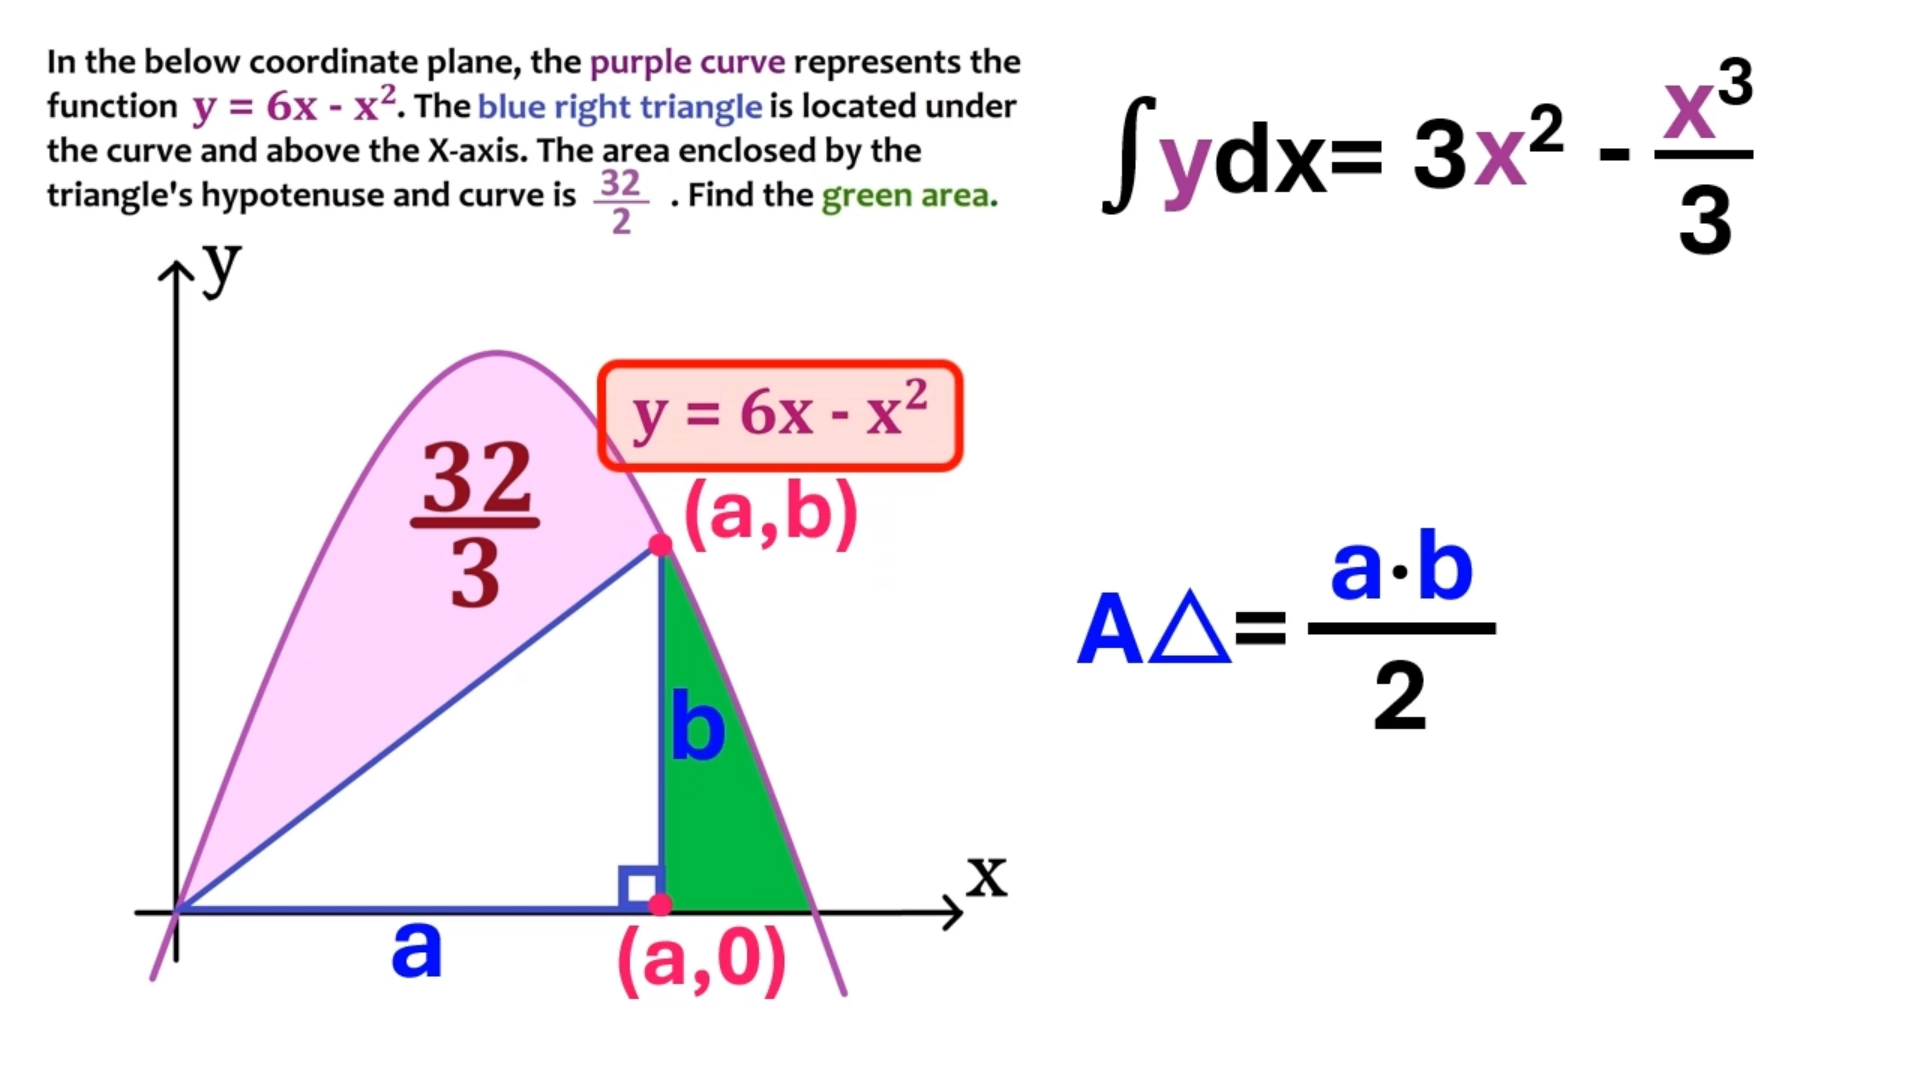 In the below coordinate plane, the purple curve represents the
function y = 6x - x². The blue right triangle is located under
the curve and above the X-axis. The area enclosed by the
triangle's hypotenuse and curve is 32/2 . Find the green area.
∫ydx= 3x² - x³/3
y
y = 6x - x²
32/3
(a,b)
A△= a·b/2
b
x
a
(a,0)